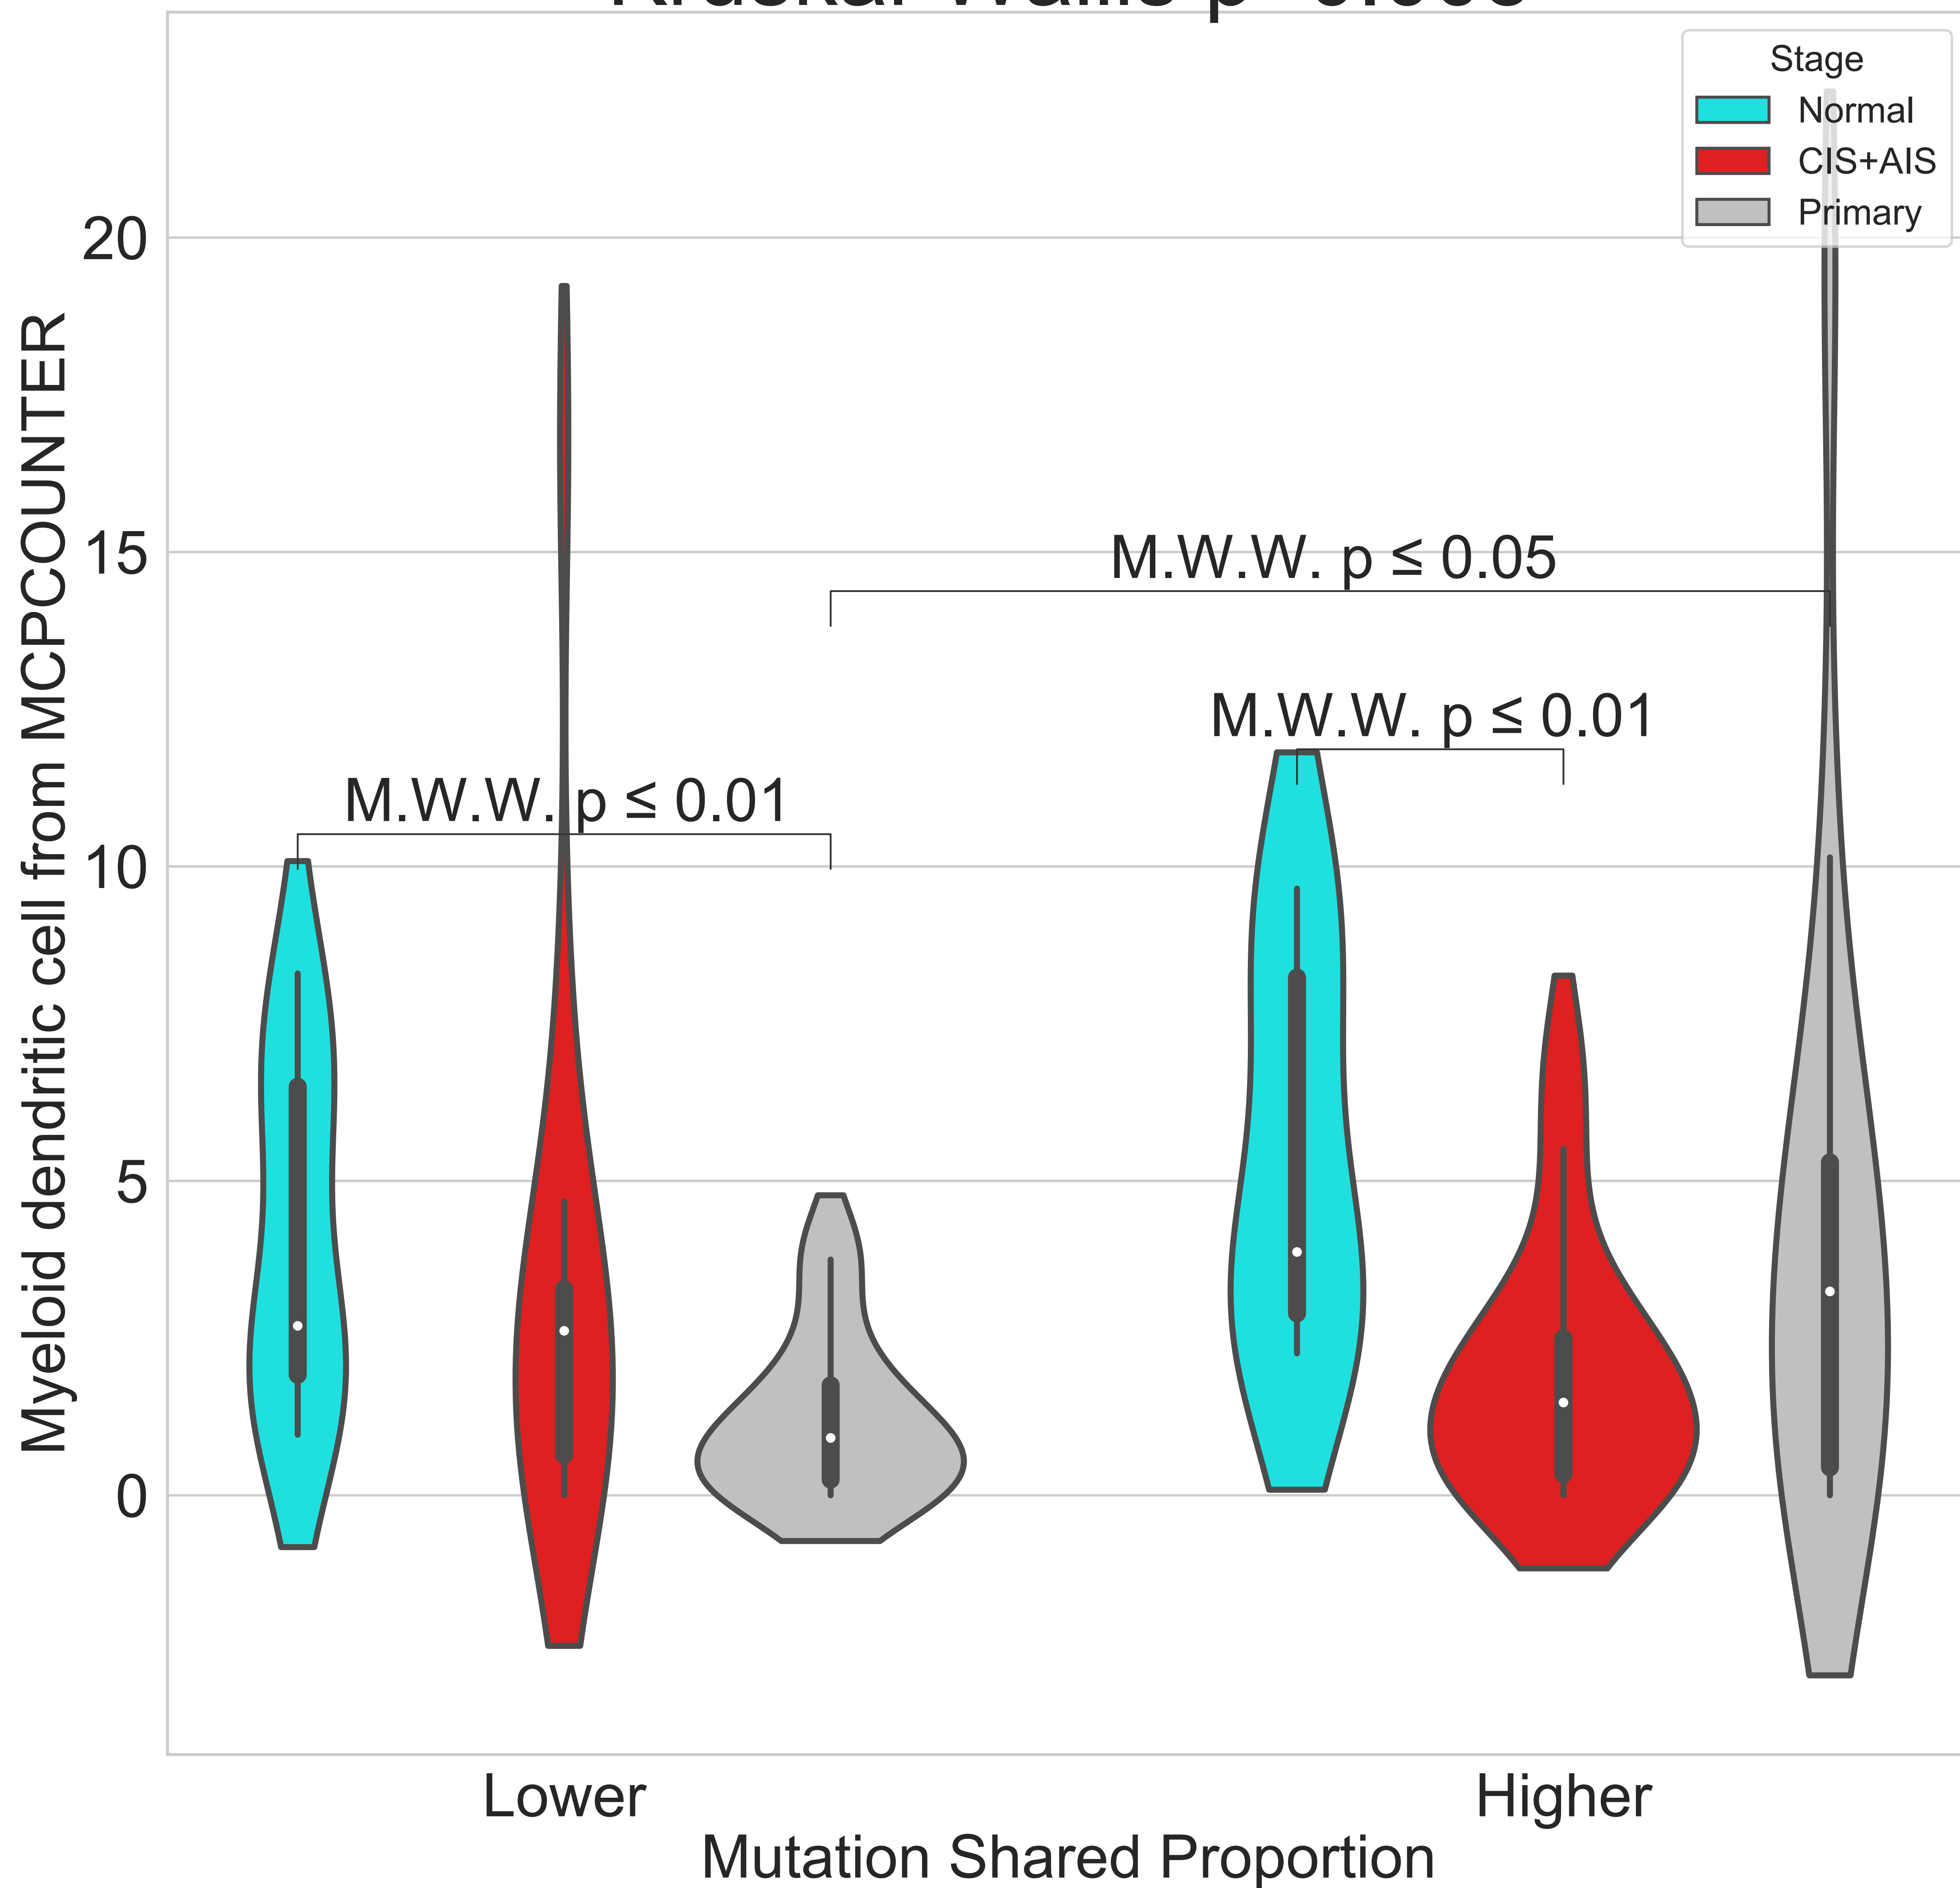 Stage
Normal
CIS+AIS
Primary
20
15
10
5
0
Myeloid dendritic cell from MCPCOUNTER
M.W.W. p ≤ 0.05
M.W.W. p ≤ 0.01
M.W.W. p ≤ 0.01
Lower
Higher
Mutation Shared Proportion